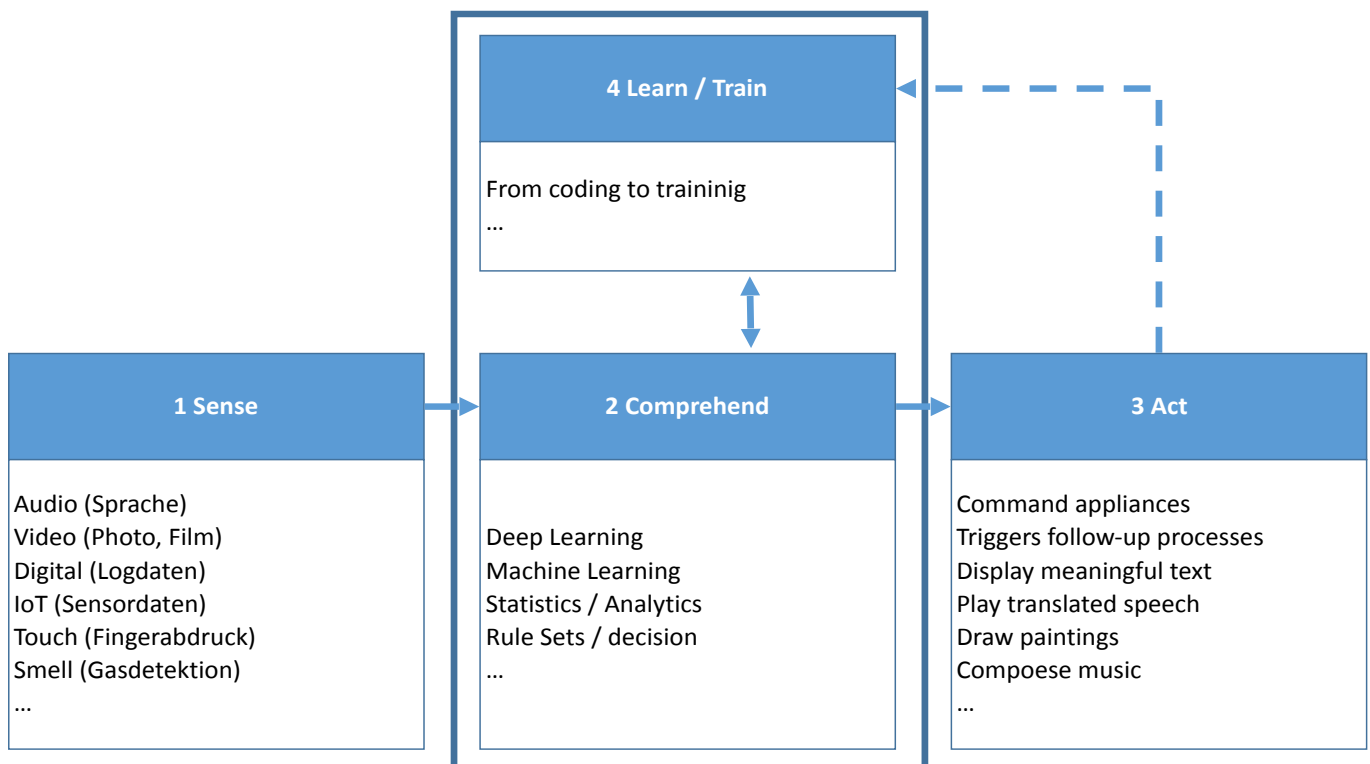 4 Learn / Train
From coding to traininig
...
1 Sense
Audio (Sprache)
Video (Photo, Film)
Digital (Logdaten)
IoT (Sensordaten)
Touch (Fingerabdruck)
Smell (Gasdetektion)
...
2 Comprehend
Deep Learning
Machine Learning
Statistics / Analytics
Rule Sets / decision
...
3 Act
Command appliances
Triggers follow-up processes
Display meaningful text
Play translated speech
Draw paintings
Compoese music
...